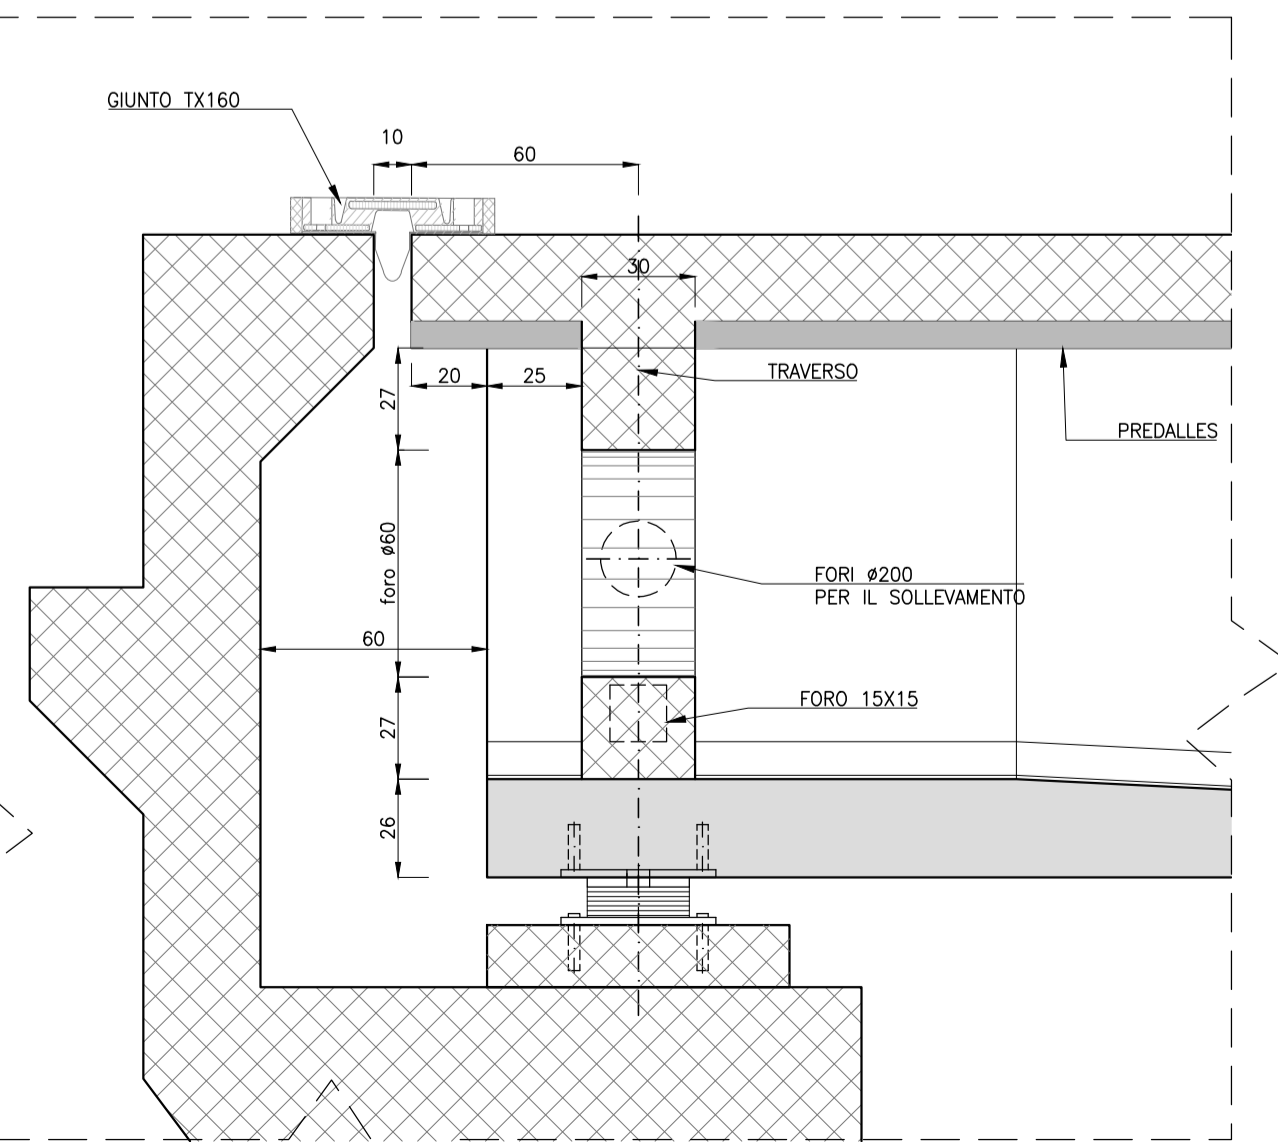 GIUNTO TX160
10
60
30
20
25
27
TRAVERSO
PREDALLES
foro ø60
FORI ø200
PER IL SOLLEVAMENTO
60
FORO 15X15
27
26